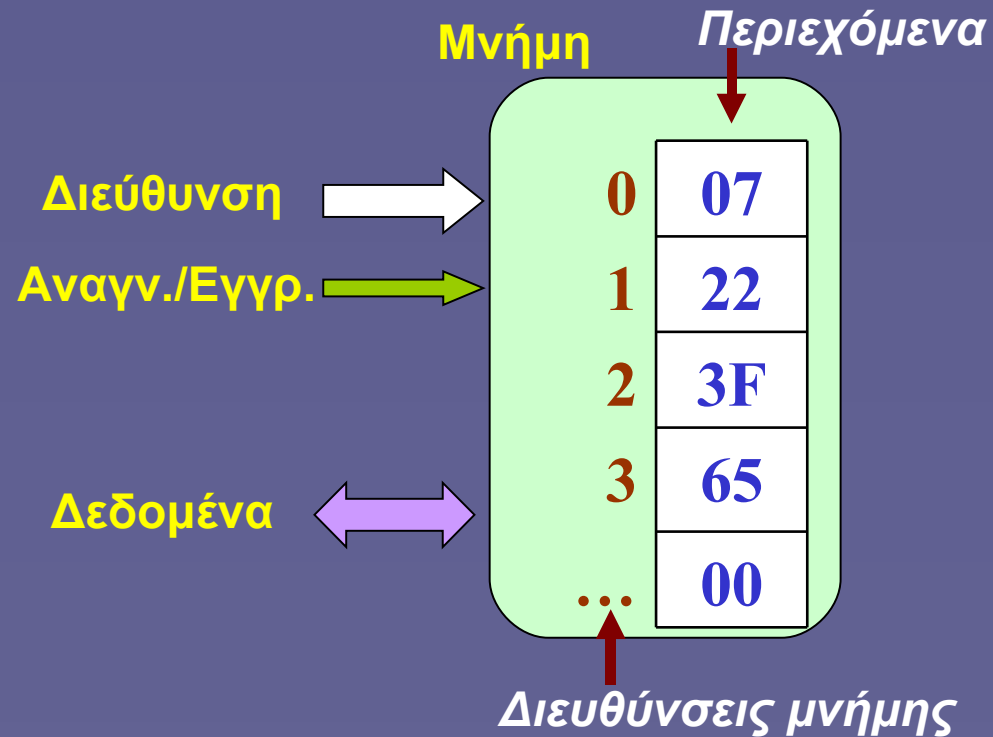 Μνήμη Περιεχόμενα
Διεύθυνση 0 07
Αναγν./Εγγρ. 1 22
2 3F
Δεδομένα 3 65
... 00
Διευθύνσεις μνήμης